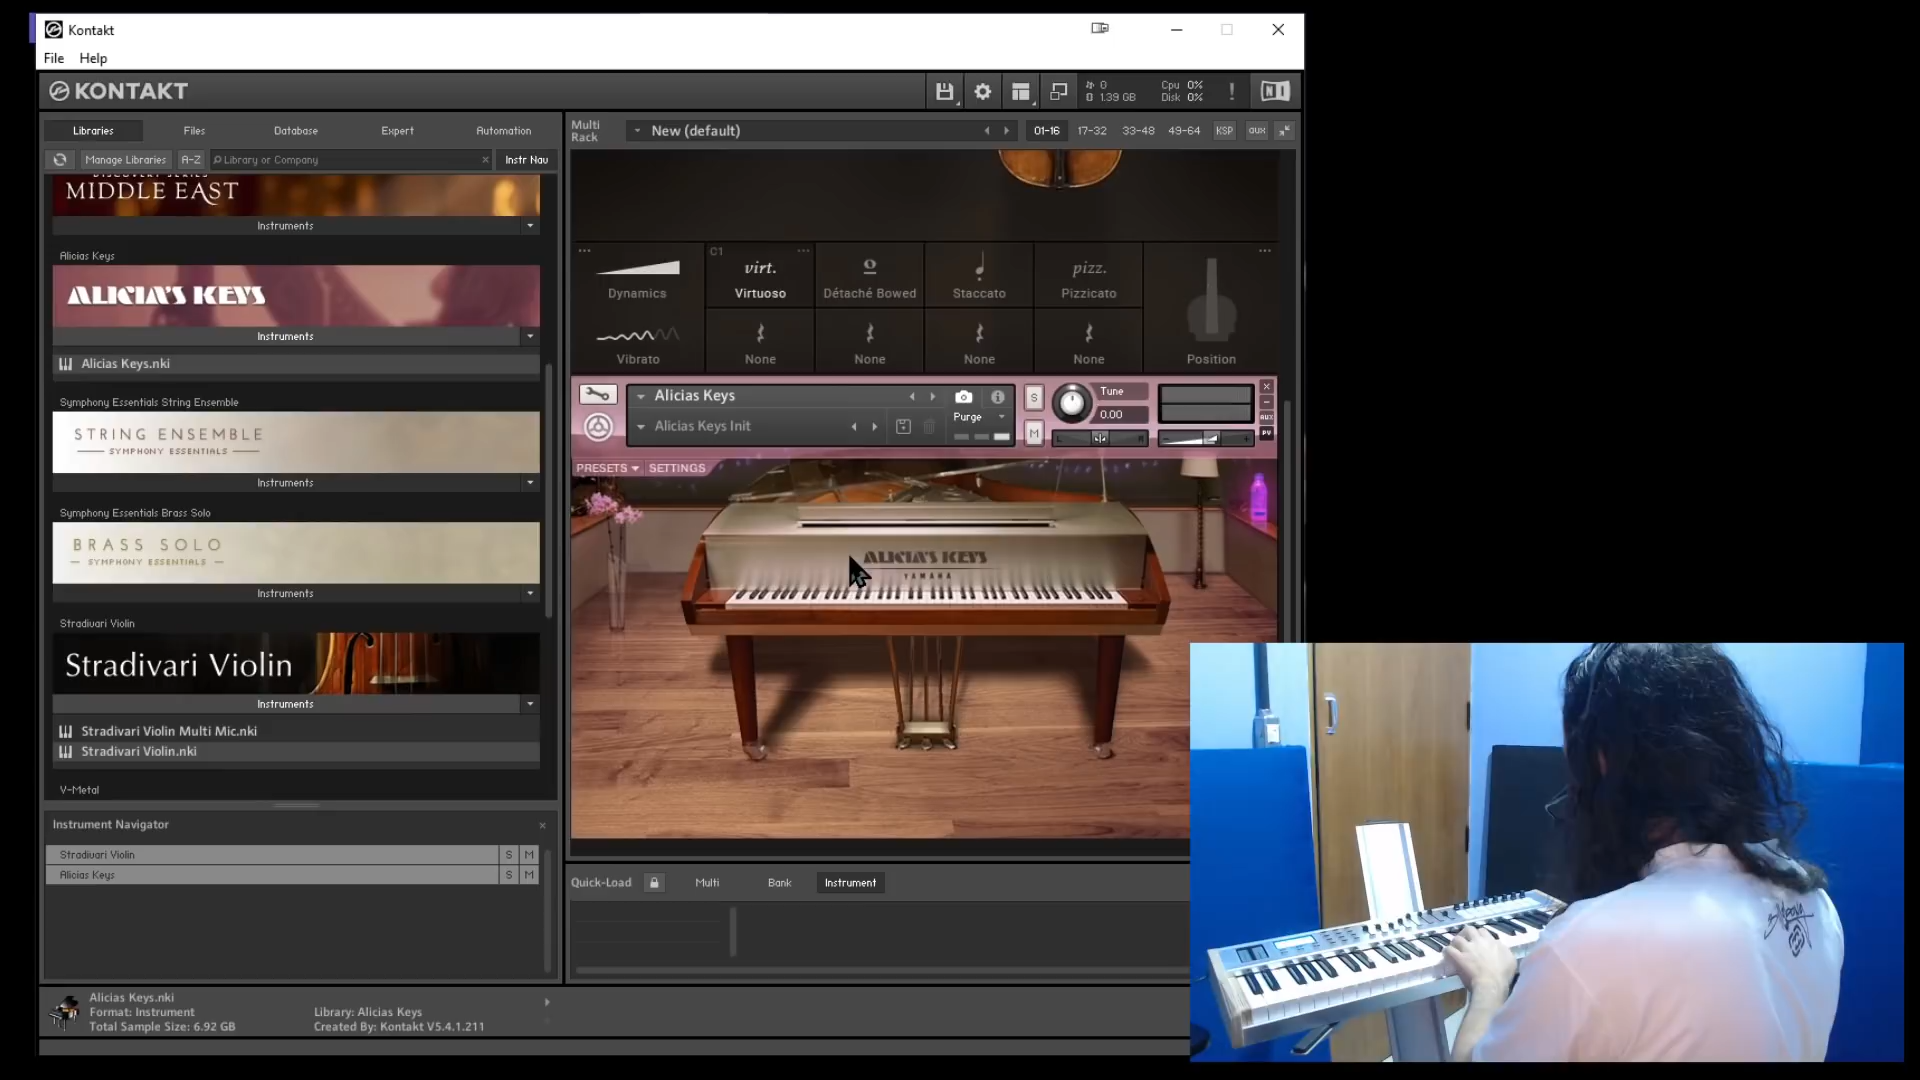 Kontakt
File Help
KONTAKT
0
1.39 GB
Cpu 0%
Disk 0%
!
NI
Libraries Files Database Expert Automation
Manage Libraries A-Z Library or Company × Instr Nav
Multi
Rack
New (default)
01-16 17-32 33-48 49-64 KSP aux
DISCOVERY SERIES
MIDDLE EAST
Instruments
Alicias Keys
ALICIA'S KEYS
Instruments
Alicias Keys.nki
Symphony Essentials String Ensemble
STRING ENSEMBLE
SYMPHONY ESSENTIALS
Instruments
Symphony Essentials Brass Solo
BRASS SOLO
SYMPHONY ESSENTIALS
Instruments
Stradivari Violin
Stradivari Violin
Instruments
Stradivari Violin Multi Mic.nki
Stradivari Violin.nki
V-Metal
Instrument Navigator ×
Stradivari Violin S M
Alicias Keys S M
C1
virt. pizz.
Dynamics Virtuoso Détaché Bowed Staccato Pizzicato
Vibrato None None None None Position
Alicias Keys
Alicias Keys Init
Purge
S
M
Tune
0.00
L R
- +
×
-
AUX
PV
PRESETS SETTINGS
ALICIA'S KEYS
YAMAHA
Quick-Load Multi Bank Instrument
Alicias Keys.nki
Format: Instrument
Total Sample Size: 6.92 GB
Library: Alicias Keys
Created By: Kontakt V5.4.1.211